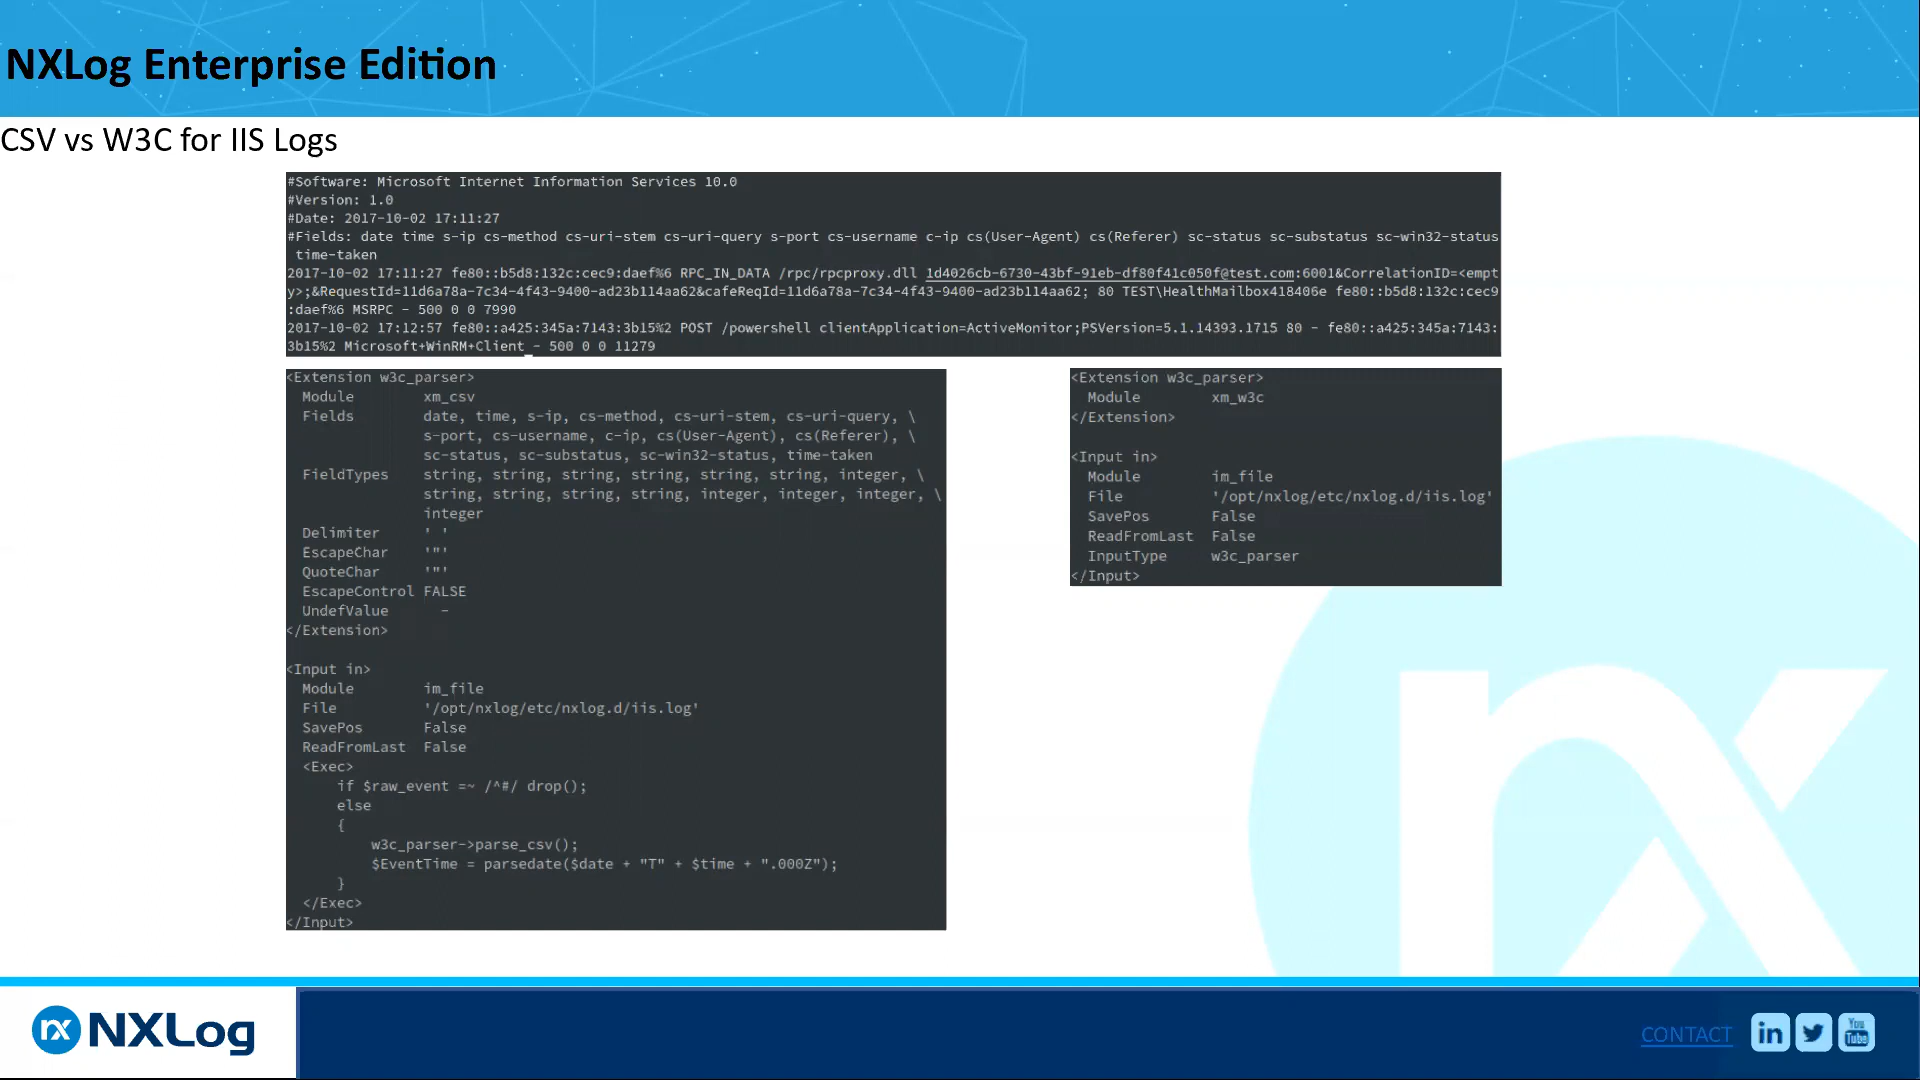 NXLog Enterprise Edition
CSV vs W3C for IIS Logs
#Software: Microsoft Internet Information Services 10.0
#Version: 1.0
#Date: 2017-10-02 17:11:27
#Fields: date time s-ip cs-method cs-uri-stem cs-uri-query s-port cs-username c-ip cs(User-Agent) cs(Referer) sc-status sc-substatus sc-win32-status
time-taken
2017-10-02 17:11:27 fe80::b5d8:132c:cec9:daef%6 RPC_IN_DATA /rpc/rpcproxy.dll 1d4026cb-6730-43bf-91eb-df80f41c050f@test.com:6001&CorrelationID=<empt
y>;&RequestId=11d6a78a-7c34-4f43-9400-ad23b114aa62&cafeReqId=11d6a78a-7c34-4f43-9400-ad23b114aa62; 80 TEST\HealthMailbox418406e fe80::b5d8:132c:cec9
:daef%6 MSRPC - 500 0 0 7990
2017-10-02 17:12:57 fe80::a425:345a:7143:3b15%2 POST /powershell clientApplication=ActiveMonitor;PSVersion=5.1.14393.1715 80 - fe80::a425:345a:7143:
3b15%2 Microsoft+WinRM+Client - 500 0 0 11279
<Extension w3c_parser>
Module xm_csv
Fields date, time, s-ip, cs-method, cs-uri-stem, cs-uri-query, \
s-port, cs-username, c-ip, cs(User-Agent), cs(Referer), \
sc-status, sc-substatus, sc-win32-status, time-taken
FieldTypes string, string, string, string, string, string, integer, \
string, string, string, string, integer, integer, integer, \
integer
Delimiter ' '
EscapeChar '"'
QuoteChar '"'
EscapeControl FALSE
UndefValue -
</Extension>
<Input in>
Module im_file
File '/opt/nxlog/etc/nxlog.d/iis.log'
SavePos False
ReadFromLast False
<Exec>
if $raw_event =~ /^#/ drop();
else
{
w3c_parser->parse_csv();
$EventTime = parsedate($date + "T" + $time + ".000Z");
}
</Exec>
</Input>
<Extension w3c_parser>
Module xm_w3c
</Extension>
<Input in>
Module im_file
File '/opt/nxlog/etc/nxlog.d/iis.log'
SavePos False
ReadFromLast False
InputType w3c_parser
</Input>
NXLog
CONTACT
in
You
Tube